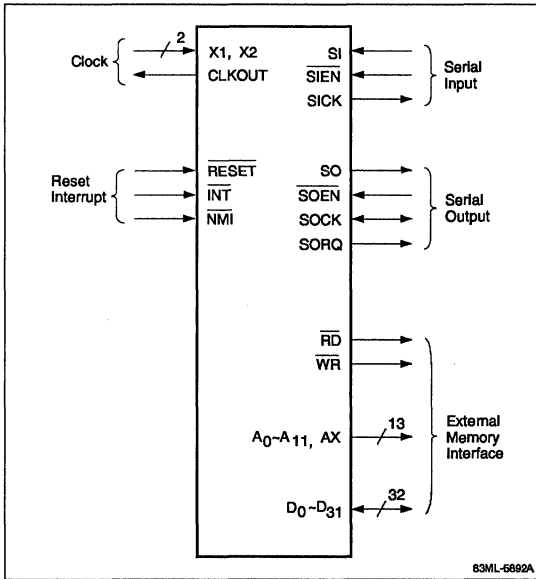 Clock
2
X1, X2
CLKOUT
SI
SIEN
SICK
Serial
Input
Reset
Interrupt
RESET
INT
NMI
SO
SOEN
SOCK
SORQ
Serial
Output
RD
WR
A0~A11, AX
13
D0~D31
32
External
Memory
Interface
83ML-5892A